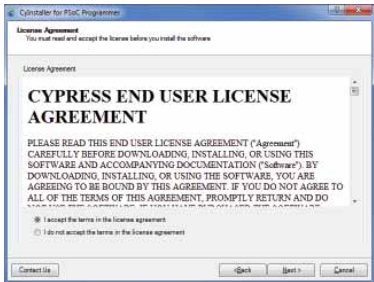 CyInstaller for PSoC Programmer
License Agreement
You must read and accept the license before you install the software
License Agreement
CYPRESS END USER LICENSE
AGREEMENT
PLEASE READ THIS END USER LICENSE AGREEMENT ("Agreement")
CAREFULLY BEFORE DOWNLOADING, INSTALLING, OR USING THIS
SOFTWARE AND ACCOMPANYING DOCUMENTATION ("Software"). BY
DOWNLOADING, INSTALLING, OR USING THE SOFTWARE, YOU ARE
AGREEING TO BE BOUND BY THIS AGREEMENT. IF YOU DO NOT AGREE TO
ALL OF THE TERMS OF THIS AGREEMENT, PROMPTLY RETURN AND DO
I accept the terms in the license agreement
I do not accept the terms in the license agreement
Contact Us
<Back
Next >
Cancel